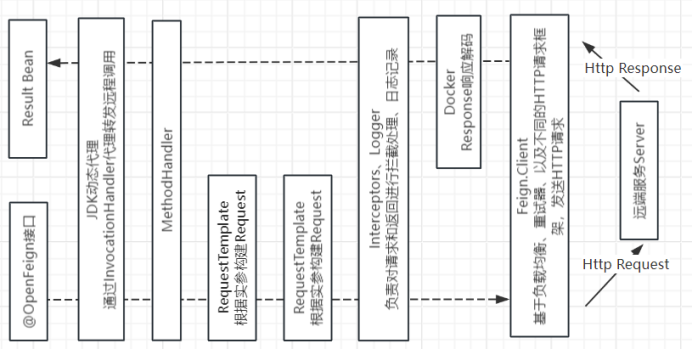 Result Bean
@OpenFeign接口
JDK动态代理
通过InvocationHandler代理转发远程调用
MethodHandler
RequestTemplate
根据实参构建Request
RequestTemplate
根据实参构建Request
Interceptors、Logger
负责对请求和返回进行拦截处理、日志记录
Docker
Response响应解码
Feign.Client
基于负载均衡、重试器、以及不同的HTTP请求框
架，发送HTTP请求
Http Response
远端服务Server
Http Request